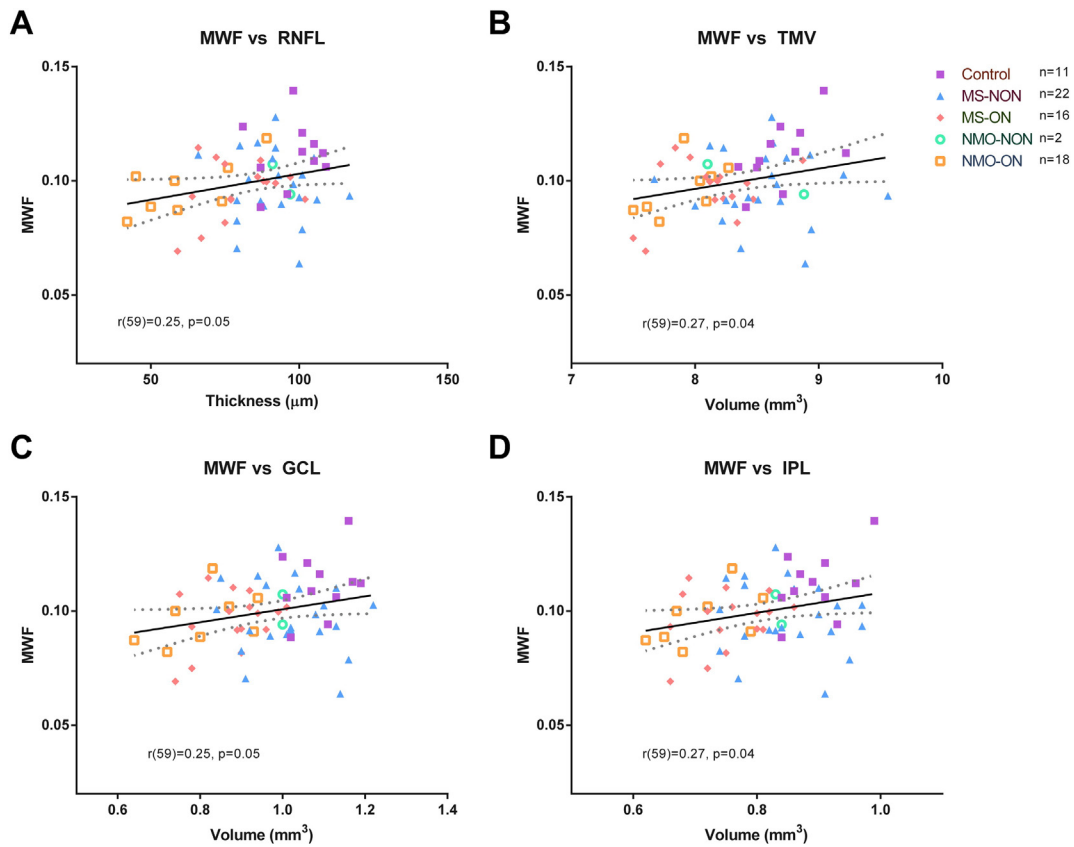 A
MWF vs RNFL
0.15
0.10
0.05
MWF
r(59)=0.25, p=0.05
50
100
150
Thickness (μm)
B
MWF vs TMV
0.15
0.10
0.05
MWF
r(59)=0.27, p=0.04
7
8
9
10
Volume (mm³)
Control n=11
MS-NON n=22
MS-ON n=16
NMO-NON n=2
NMO-ON n=18
C
MWF vs GCL
0.15
0.10
0.05
MWF
r(59)=0.25, p=0.05
0.6
0.8
1.0
1.2
1.4
Volume (mm³)
D
MWF vs IPL
0.15
0.10
0.05
MWF
r(59)=0.27, p=0.04
0.6
0.8
1.0
Volume (mm³)